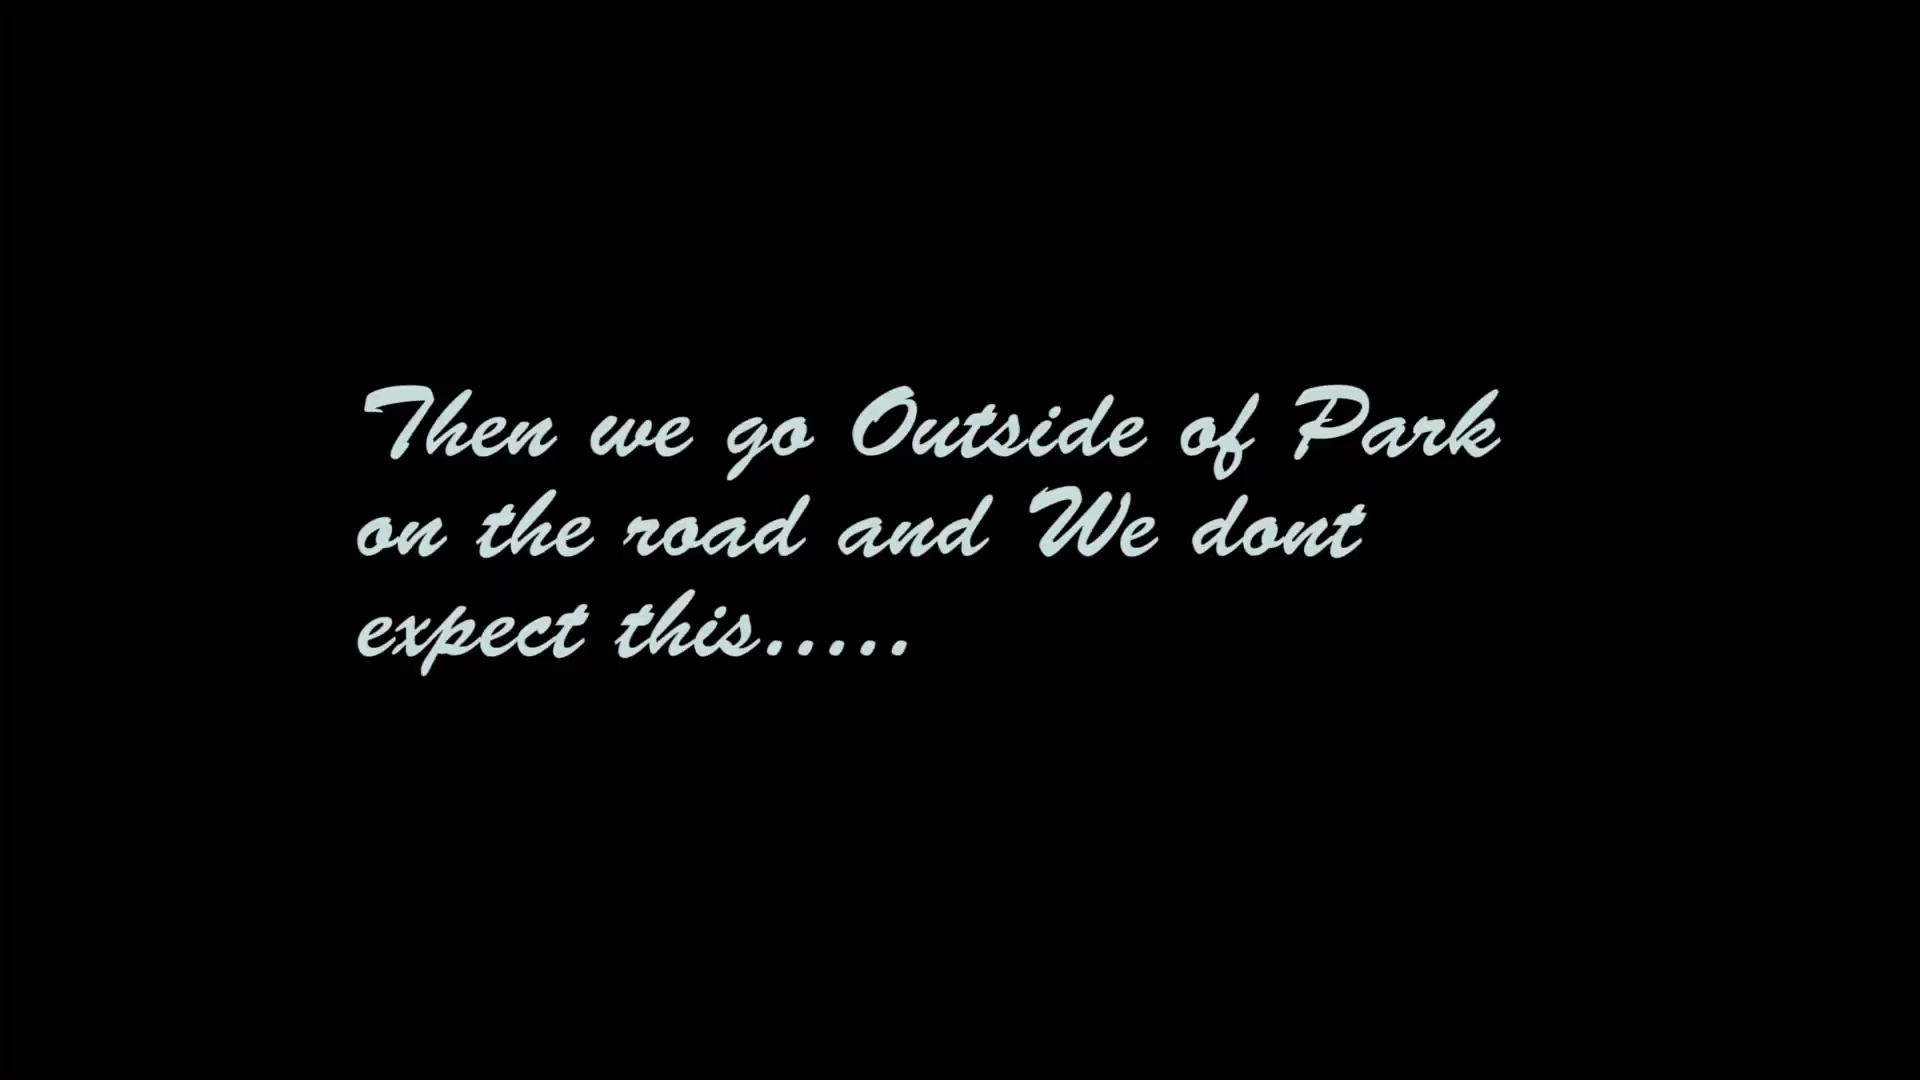 Then we go Outside of Park
on the road and We dont
expect this.....